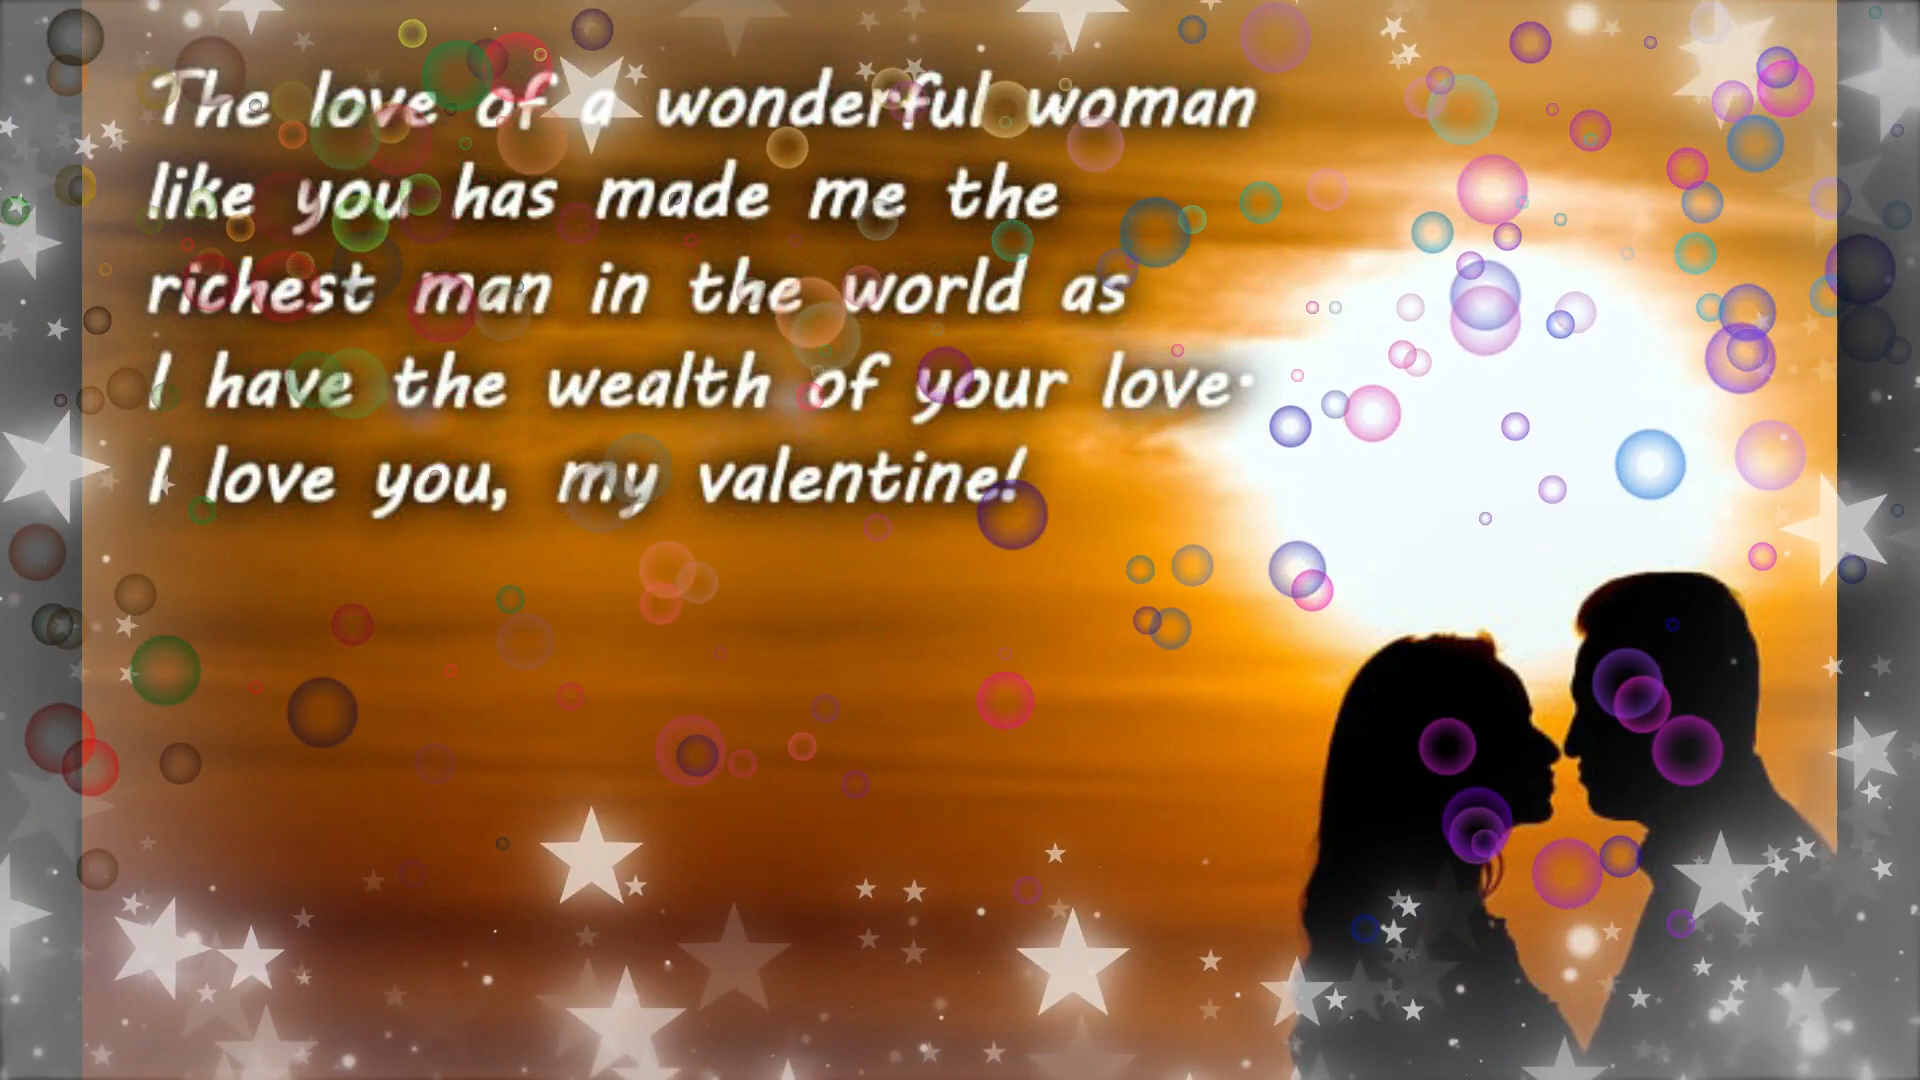 The love of a wonderful woman
like you has made me the
richest man in the world as
I have the wealth of your love.
I love you, my valentine!